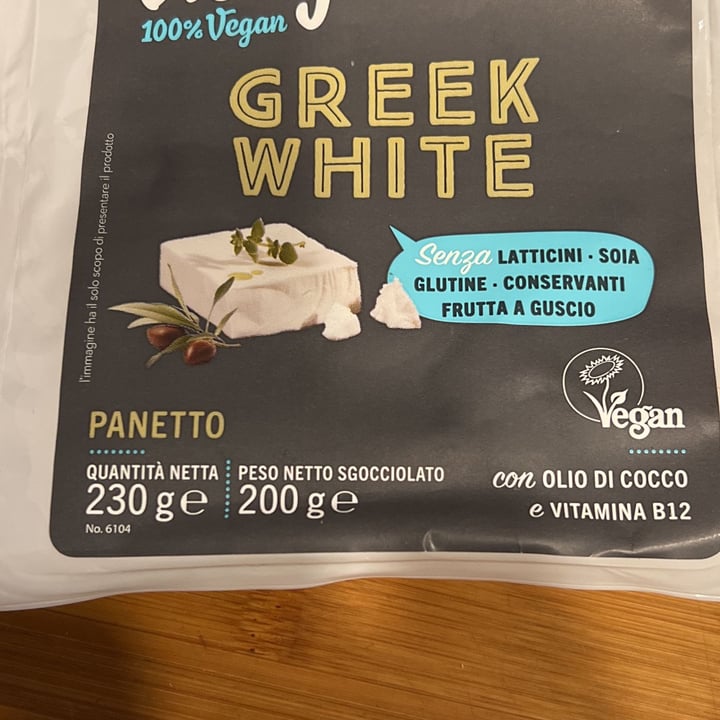 100% Vegan
GREEK
WHITE
l'immagine ha il solo scopo di presentare il prodotto
Senza LATTICINI · SOIA
GLUTINE · CONSERVANTI
FRUTTA A GUSCIO
Vegan
PANETTO
QUANTITÀ NETTA
230 g e
PESO NETTO SGOCCIOLATO
200 g e
No. 6104
con OLIO DI COCCO
e VITAMINA B12